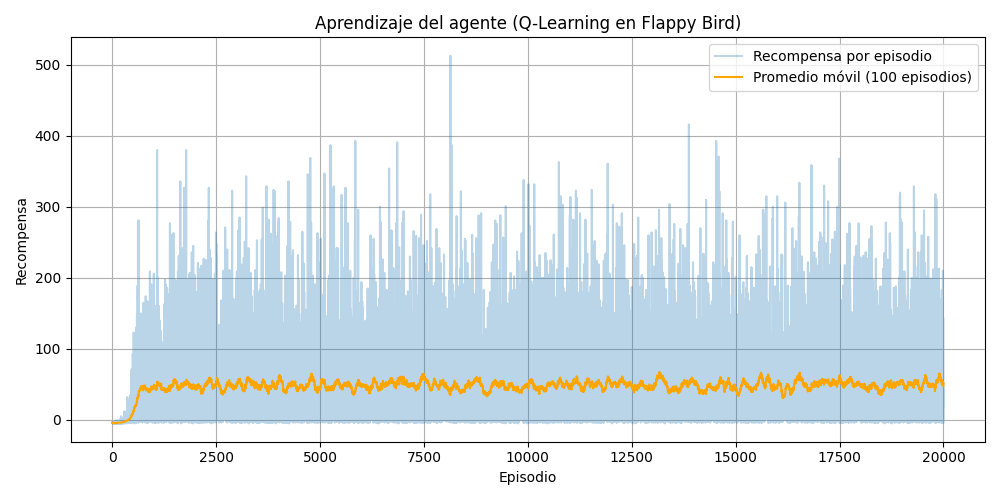 Aprendizaje del agente (Q-Learning en Flappy Bird)
Recompensa por episodio
Promedio móvil (100 episodios)
Recompensa
500
400
300
200
100
0
0 2500 5000 7500 10000 12500 15000 17500 20000
Episodio